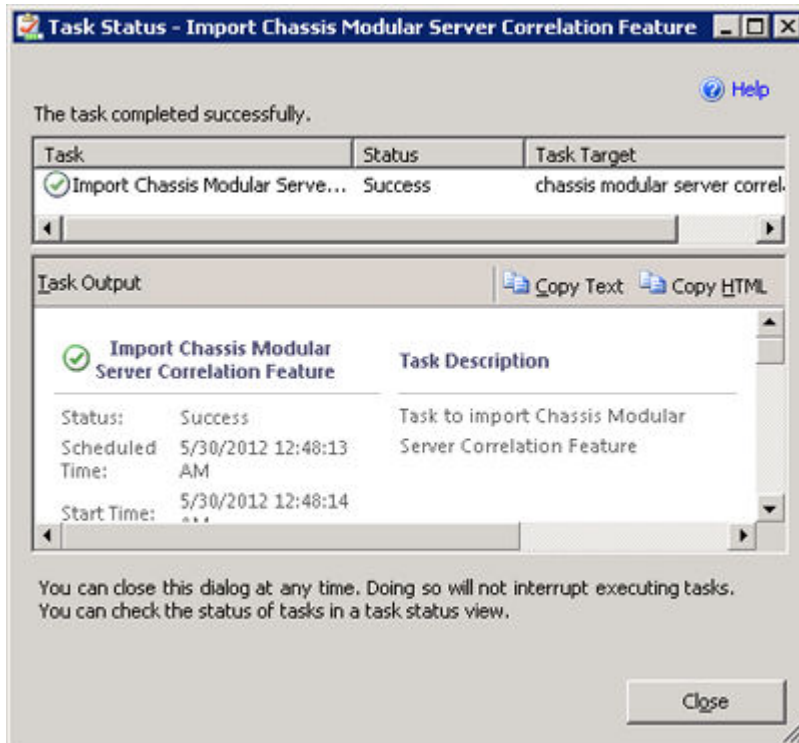 Task Status - Import Chassis Modular Server Correlation Feature
Help
The task completed successfully.
Task Status Task Target
Import Chassis Modular Serve... Success chassis modular server correl
Task Output Copy Text Copy HTML
Import Chassis Modular
Server Correlation Feature
Task Description
Status: Success
Task to import Chassis Modular
Server Correlation Feature
Scheduled Time: 5/30/2012 12:48:13 AM
Start Time: 5/30/2012 12:48:14
You can close this dialog at any time. Doing so will not interrupt executing tasks.
You can check the status of tasks in a task status view.
Close